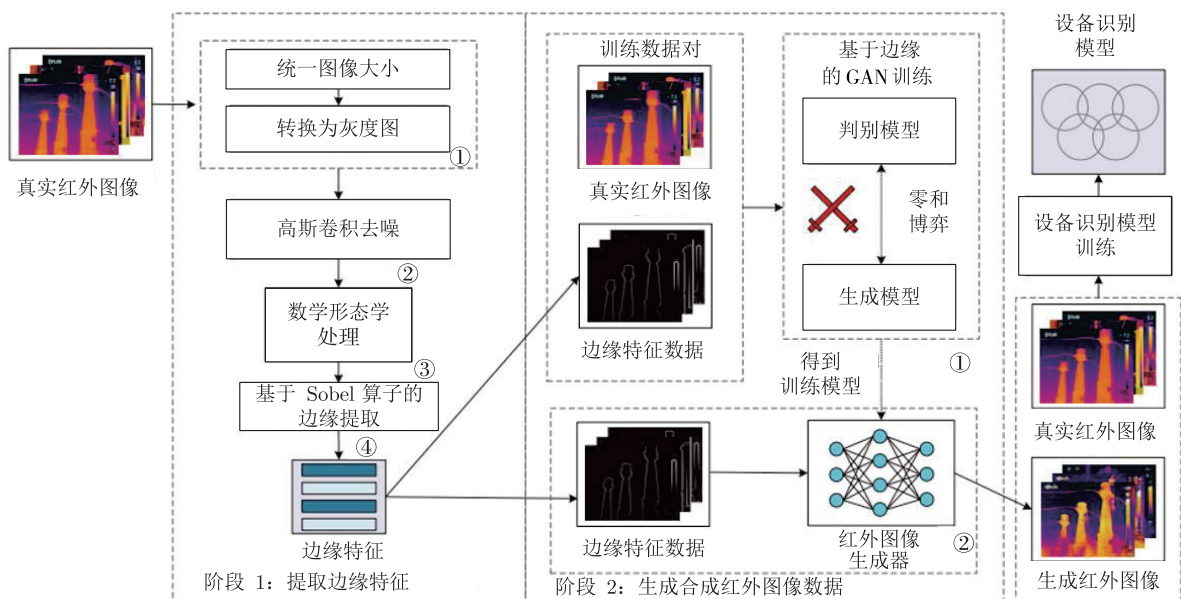 真实红外图像
统一图像大小
转换为灰度图
①
高斯卷积去噪
②
数学形态学
处理
③
基于 Sobel 算子的
边缘提取
④
边缘特征
阶段 1：提取边缘特征
训练数据对
真实红外图像
边缘特征数据
基于边缘
的 GAN 训练
判别模型
零和
博弈
生成模型
①
得到
训练模型
边缘特征数据
红外图像
生成器
②
阶段 2：生成合成红外图像数据
设备识别
模型
设备识别模型
训练
真实红外图像
生成红外图像